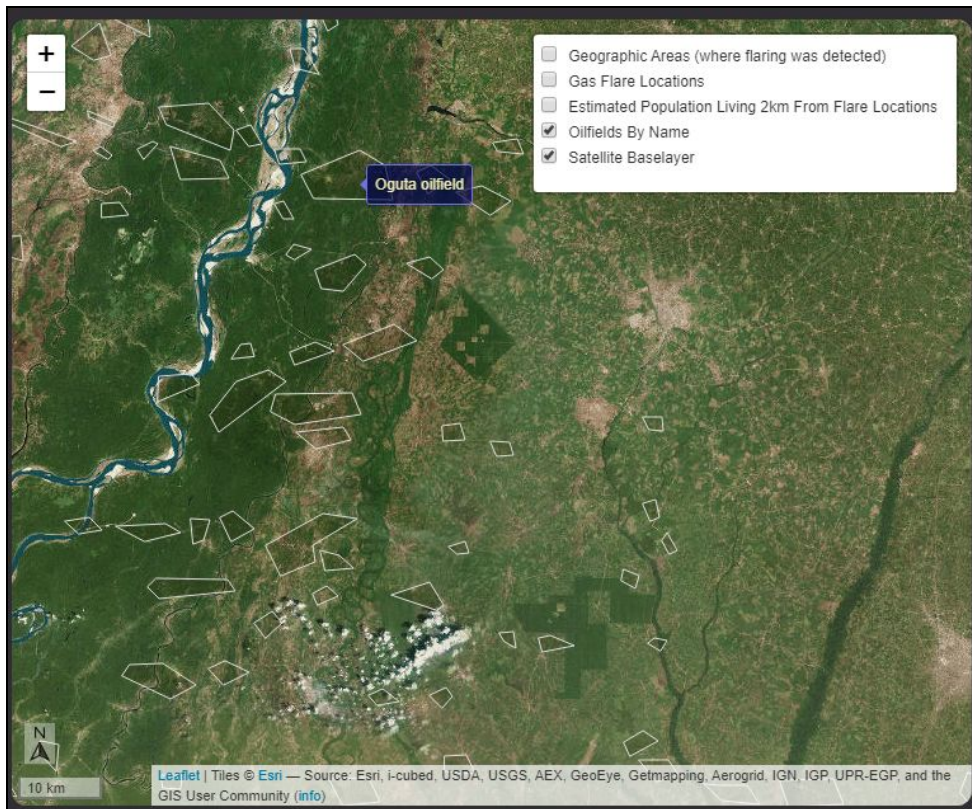 +
−
Geographic Areas (where flaring was detected)
Gas Flare Locations
Estimated Population Living 2km From Flare Locations
Oilfields By Name
Satellite Baselayer
Oguta oilfield
N
10 km
Leaflet | Tiles © Esri — Source: Esri, i-cubed, USDA, USGS, AEX, GeoEye, Getmapping, Aerogrid, IGN, IGP, UPR-EGP, and the
GIS User Community (info)